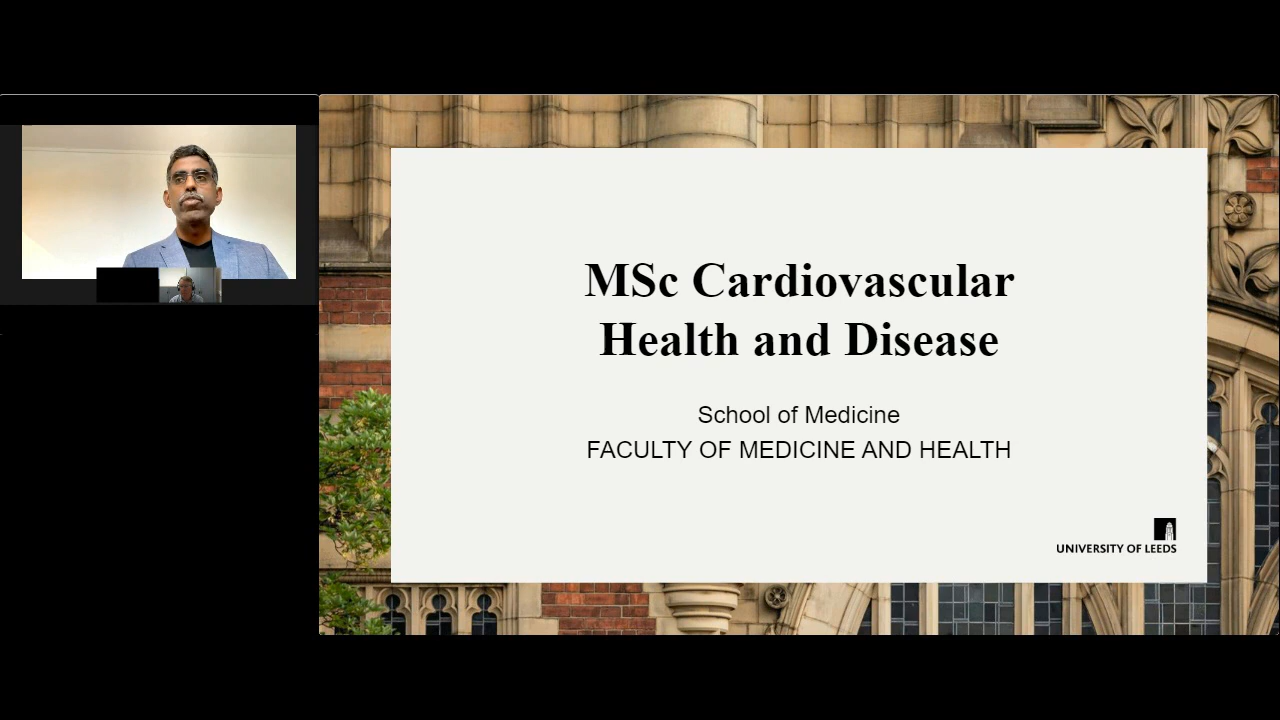 MSc Cardiovascular
Health and Disease
School of Medicine
FACULTY OF MEDICINE AND HEALTH
UNIVERSITY OF LEEDS